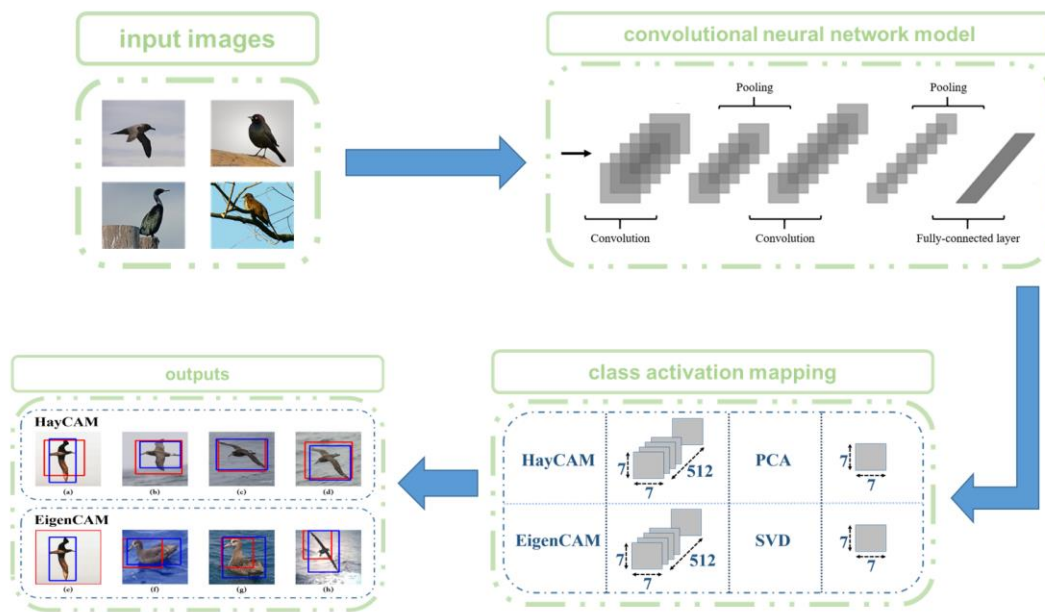 input images
convolutional neural network model
Pooling
Pooling
Convolution
Convolution
Fully-connected layer
outputs
HayCAM
(a)
(b)
(c)
(d)
EigenCAM
(e)
(f)
(g)
(h)
class activation mapping
HayCAM
7
7
512
PCA
7
7
EigenCAM
7
7
512
SVD
7
7